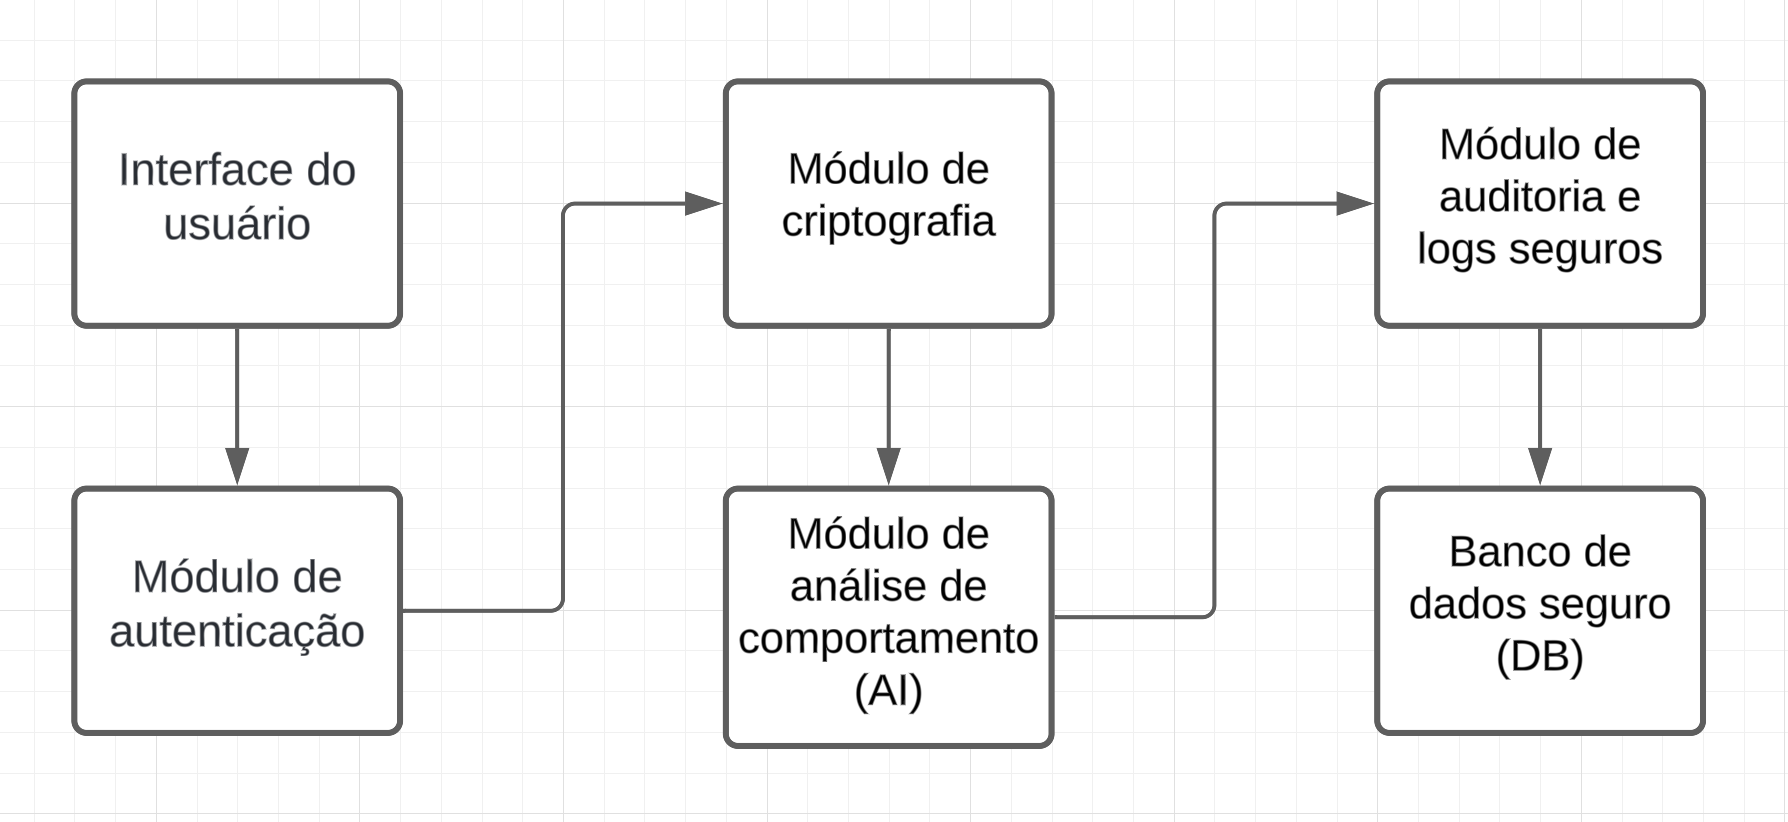 Interface do
usuário
Módulo de
autenticação
Módulo de
criptografia
Módulo de
análise de
comportamento
(AI)
Módulo de
auditoria e
logs seguros
Banco de
dados seguro
(DB)